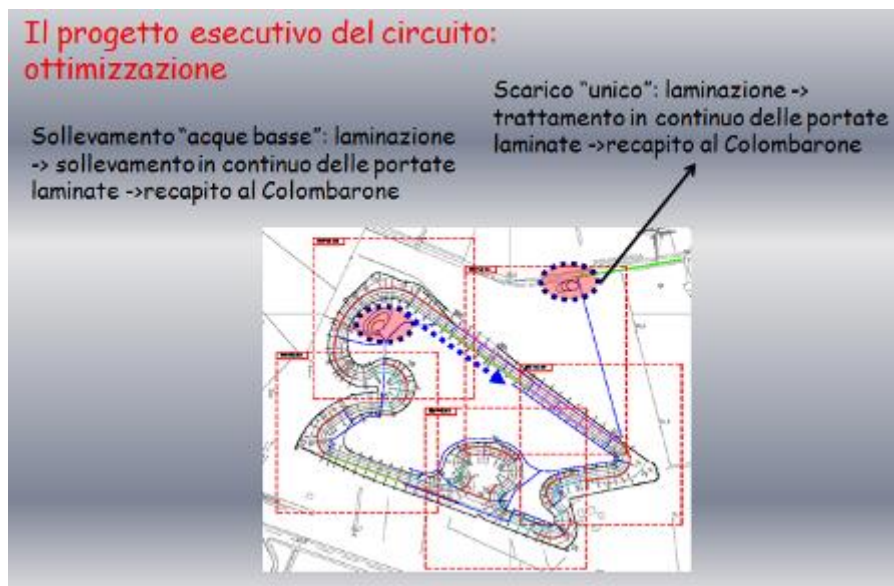 Il progetto esecutivo del circuito:
ottimizzazione
Scarico "unico": laminazione ->
trattamento in continuo delle portate
laminate ->recapito al Colombarone
Sollevamento "acque basse": laminazione
-> sollevamento in continuo delle portate
laminate ->recapito al Colombarone